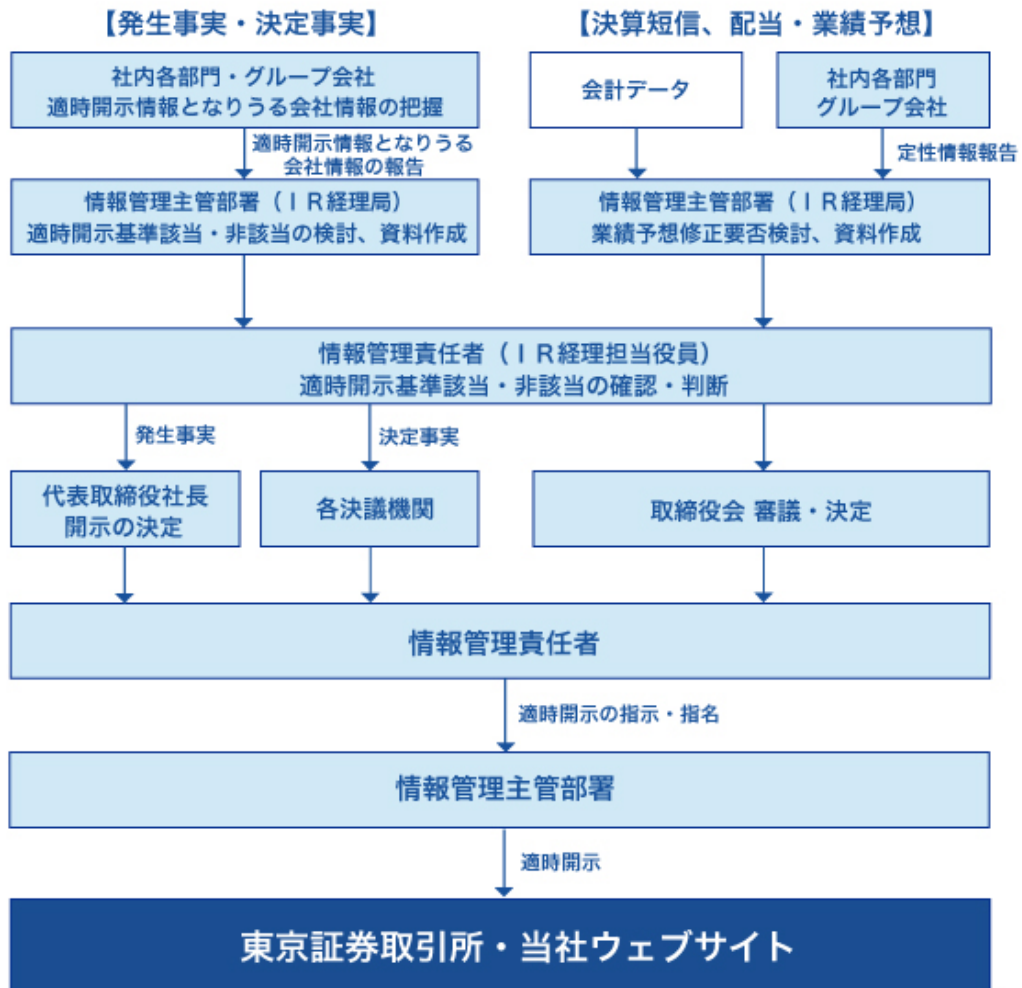 【発生事実・決定事実】
社内各部門・グループ会社
適時開示情報となりうる会社情報の把握
適時開示情報となりうる
会社情報の報告
情報管理主管部署（ＩＲ経理局）
適時開示基準該当・非該当の検討、資料作成
【決算短信、配当・業績予想】
会計データ
社内各部門
グループ会社
定性情報報告
情報管理主管部署（ＩＲ経理局）
業績予想修正要否検討、資料作成
情報管理責任者（ＩＲ経理担当役員）
適時開示基準該当・非該当の確認・判断
発生事実
決定事実
代表取締役社長
開示の決定
各決議機関
取締役会 審議・決定
情報管理責任者
適時開示の指示・指名
情報管理主管部署
適時開示
東京証券取引所・当社ウェブサイト